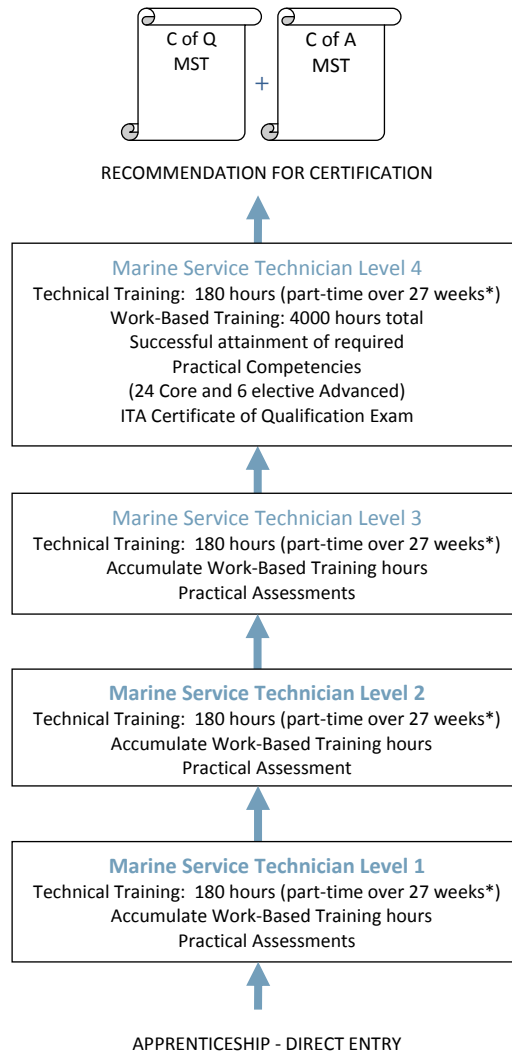 C of Q
MST
+
C of A
MST
RECOMMENDATION FOR CERTIFICATION
Marine Service Technician Level 4
Technical Training: 180 hours (part-time over 27 weeks*)
Work-Based Training: 4000 hours total
Successful attainment of required
Practical Competencies
(24 Core and 6 elective Advanced)
ITA Certificate of Qualification Exam
Marine Service Technician Level 3
Technical Training: 180 hours (part-time over 27 weeks*)
Accumulate Work-Based Training hours
Practical Assessments
Marine Service Technician Level 2
Technical Training: 180 hours (part-time over 27 weeks*)
Accumulate Work-Based Training hours
Practical Assessment
Marine Service Technician Level 1
Technical Training: 180 hours (part-time over 27 weeks*)
Accumulate Work-Based Training hours
Practical Assessments
APPRENTICESHIP - DIRECT ENTRY